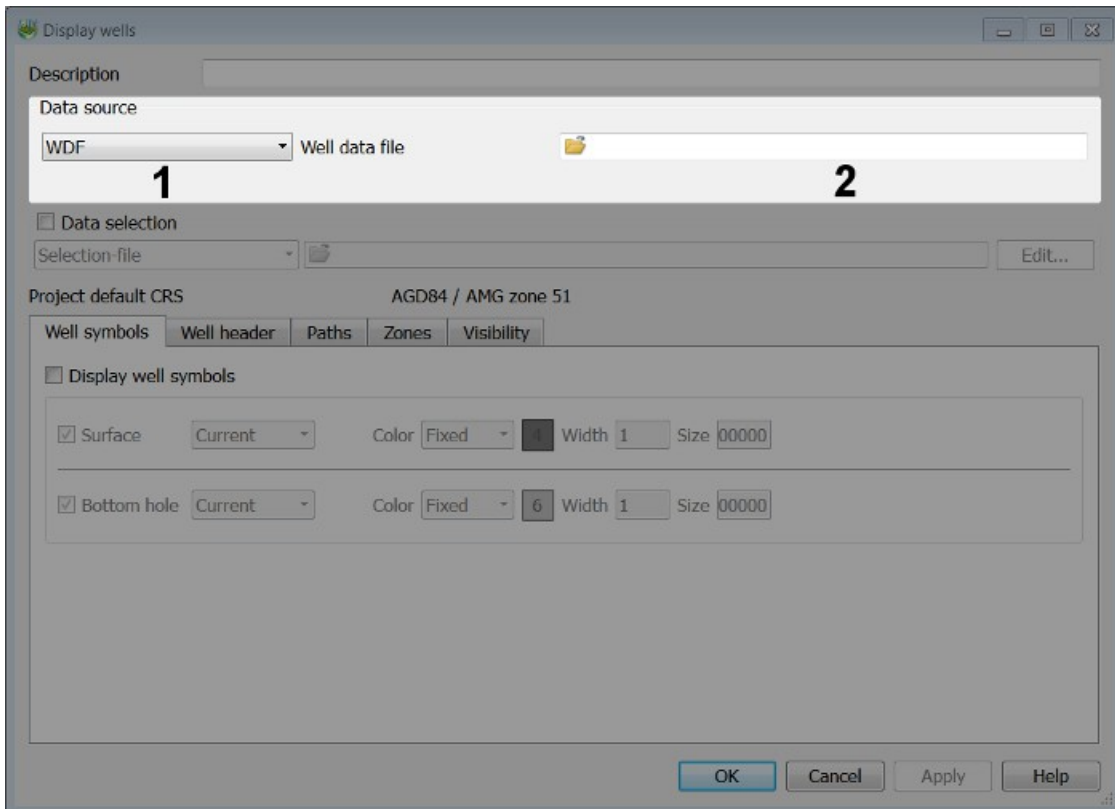 Display wells
Description
Data source
WDF Well data file
1 2
Data selection
Selection-file Edit...
Project default CRS AGD84 / AMG zone 51
Well symbols Well header Paths Zones Visibility
Display well symbols
Surface Current Color Fixed 4 Width 1 Size 00000
Bottom hole Current Color Fixed 6 Width 1 Size 00000
OK Cancel Apply Help